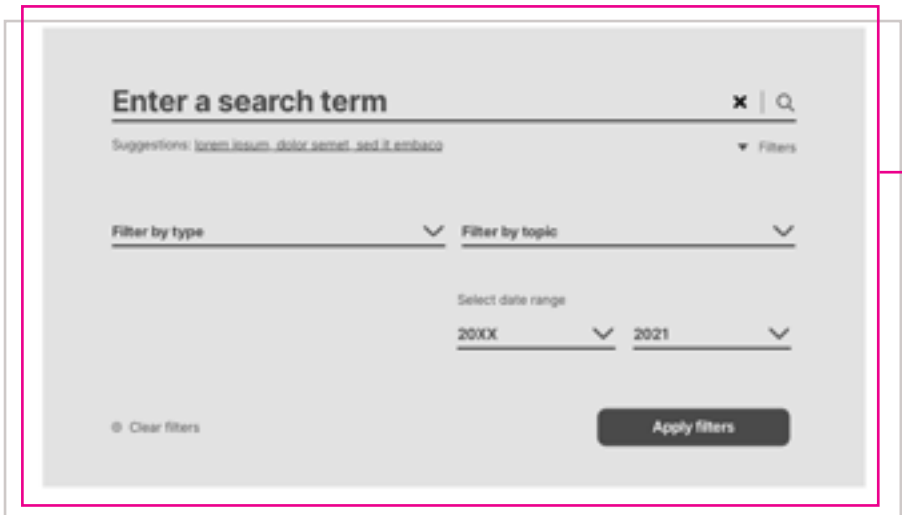 Enter a search term
Suggestions: lorem iosum, dolor semet, sed it embaco
Filters
Filter by type
Filter by topic
Select date range
20XX
2021
Clear filters
Apply filters